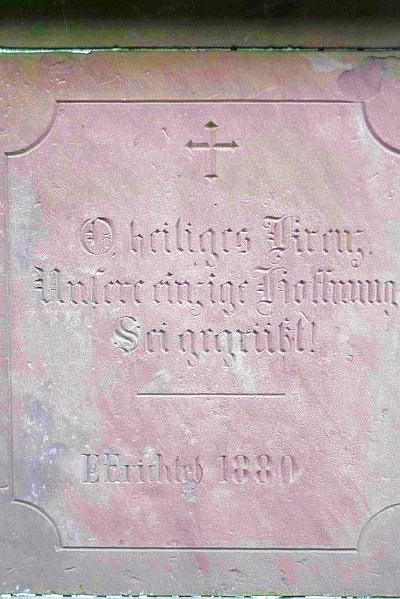 O, heiliges Kreuz,
Unsere einzige Hoffnung
Sei gegrüßt!
Errichtet 1880